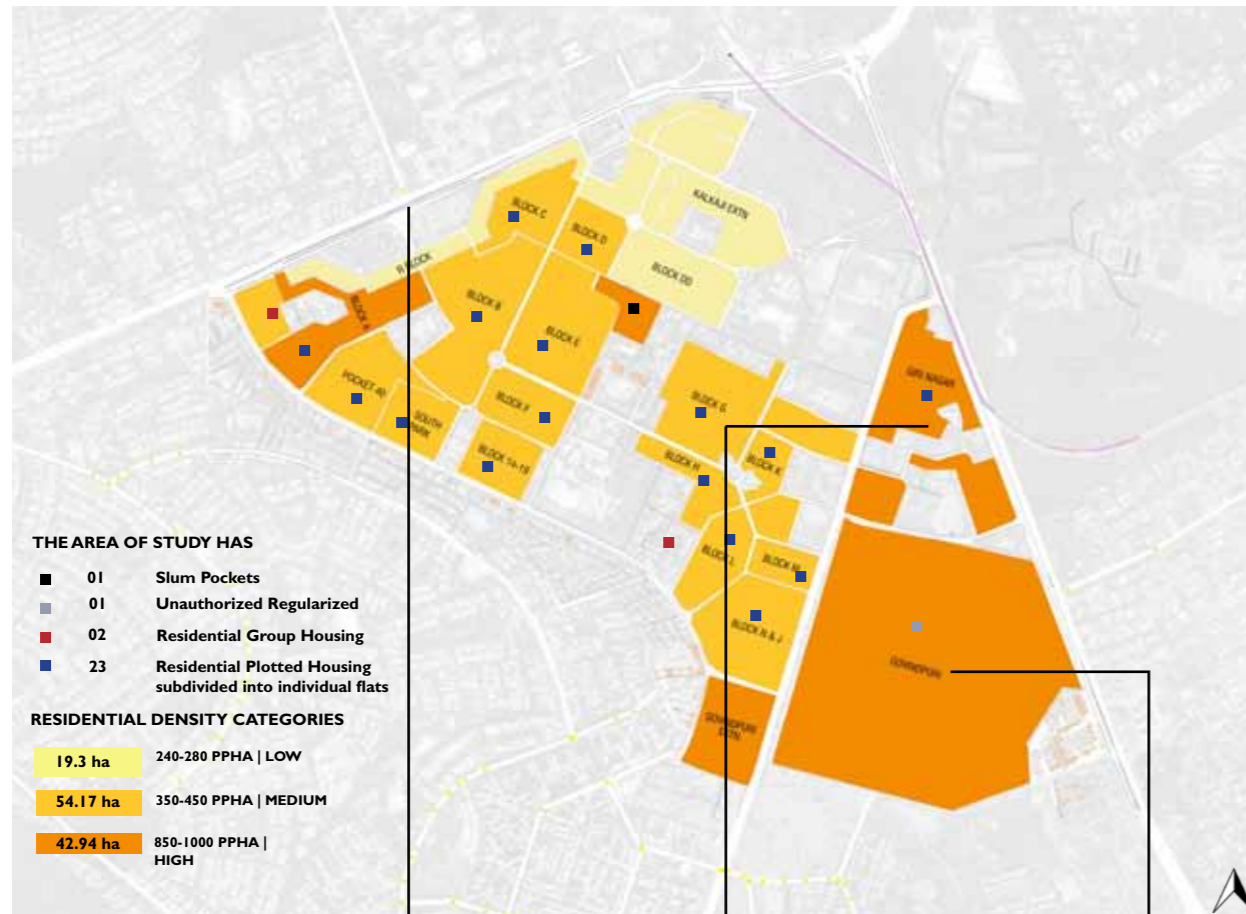 KALKAJI EXTN
BLOCK C
BLOCK D
R BLOCK
BLOCK DD
BLOCK A
BLOCK B
BLOCK E
GIRI NAGAR
POCKET 40
BLOCK G
BLOCK F
SOUTH
PARK
BLOCK 14-19
BLOCK K
BLOCK H
BLOCK L
BLOCK M
BLOCK N & J
GOVINDPURI
GOVINDPURI
EXTN
THE AREA OF STUDY HAS
01 Slum Pockets
01 Unauthorized Regularized
02 Residential Group Housing
23 Residential Plotted Housing
subdivided into individual flats
RESIDENTIAL DENSITY CATEGORIES
19.3 ha 240-280 PPHA | LOW
54.17 ha 350-450 PPHA | MEDIUM
42.94 ha 850-1000 PPHA |
HIGH